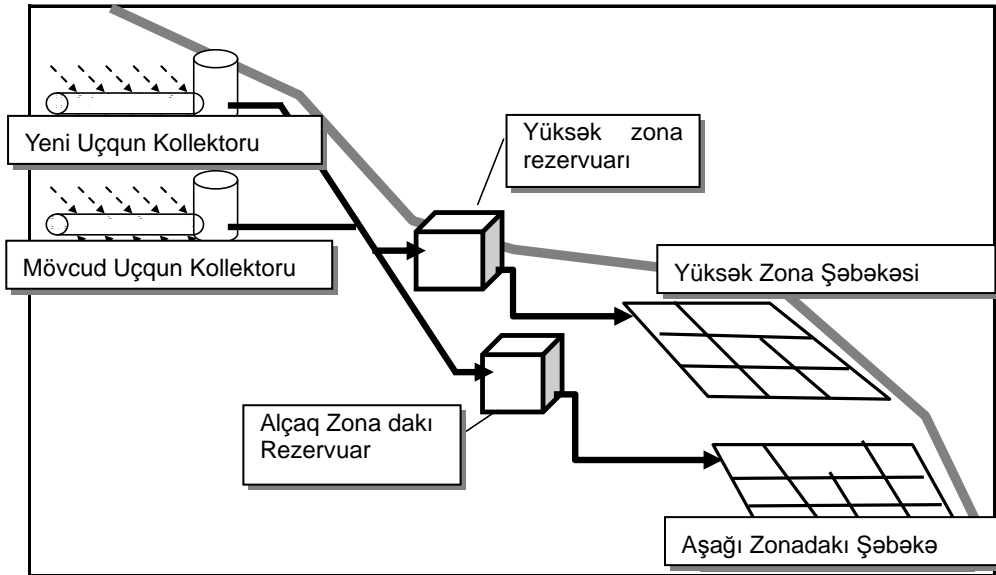 Yeni Uçqun Kollektoru
Yüksək zona
rezervuarı
Mövcud Uçqun Kollektoru
Yüksək Zona Şəbəkəsi
Alçaq Zona dakı
Rezervuar
Aşağı Zonadakı Şəbəkə